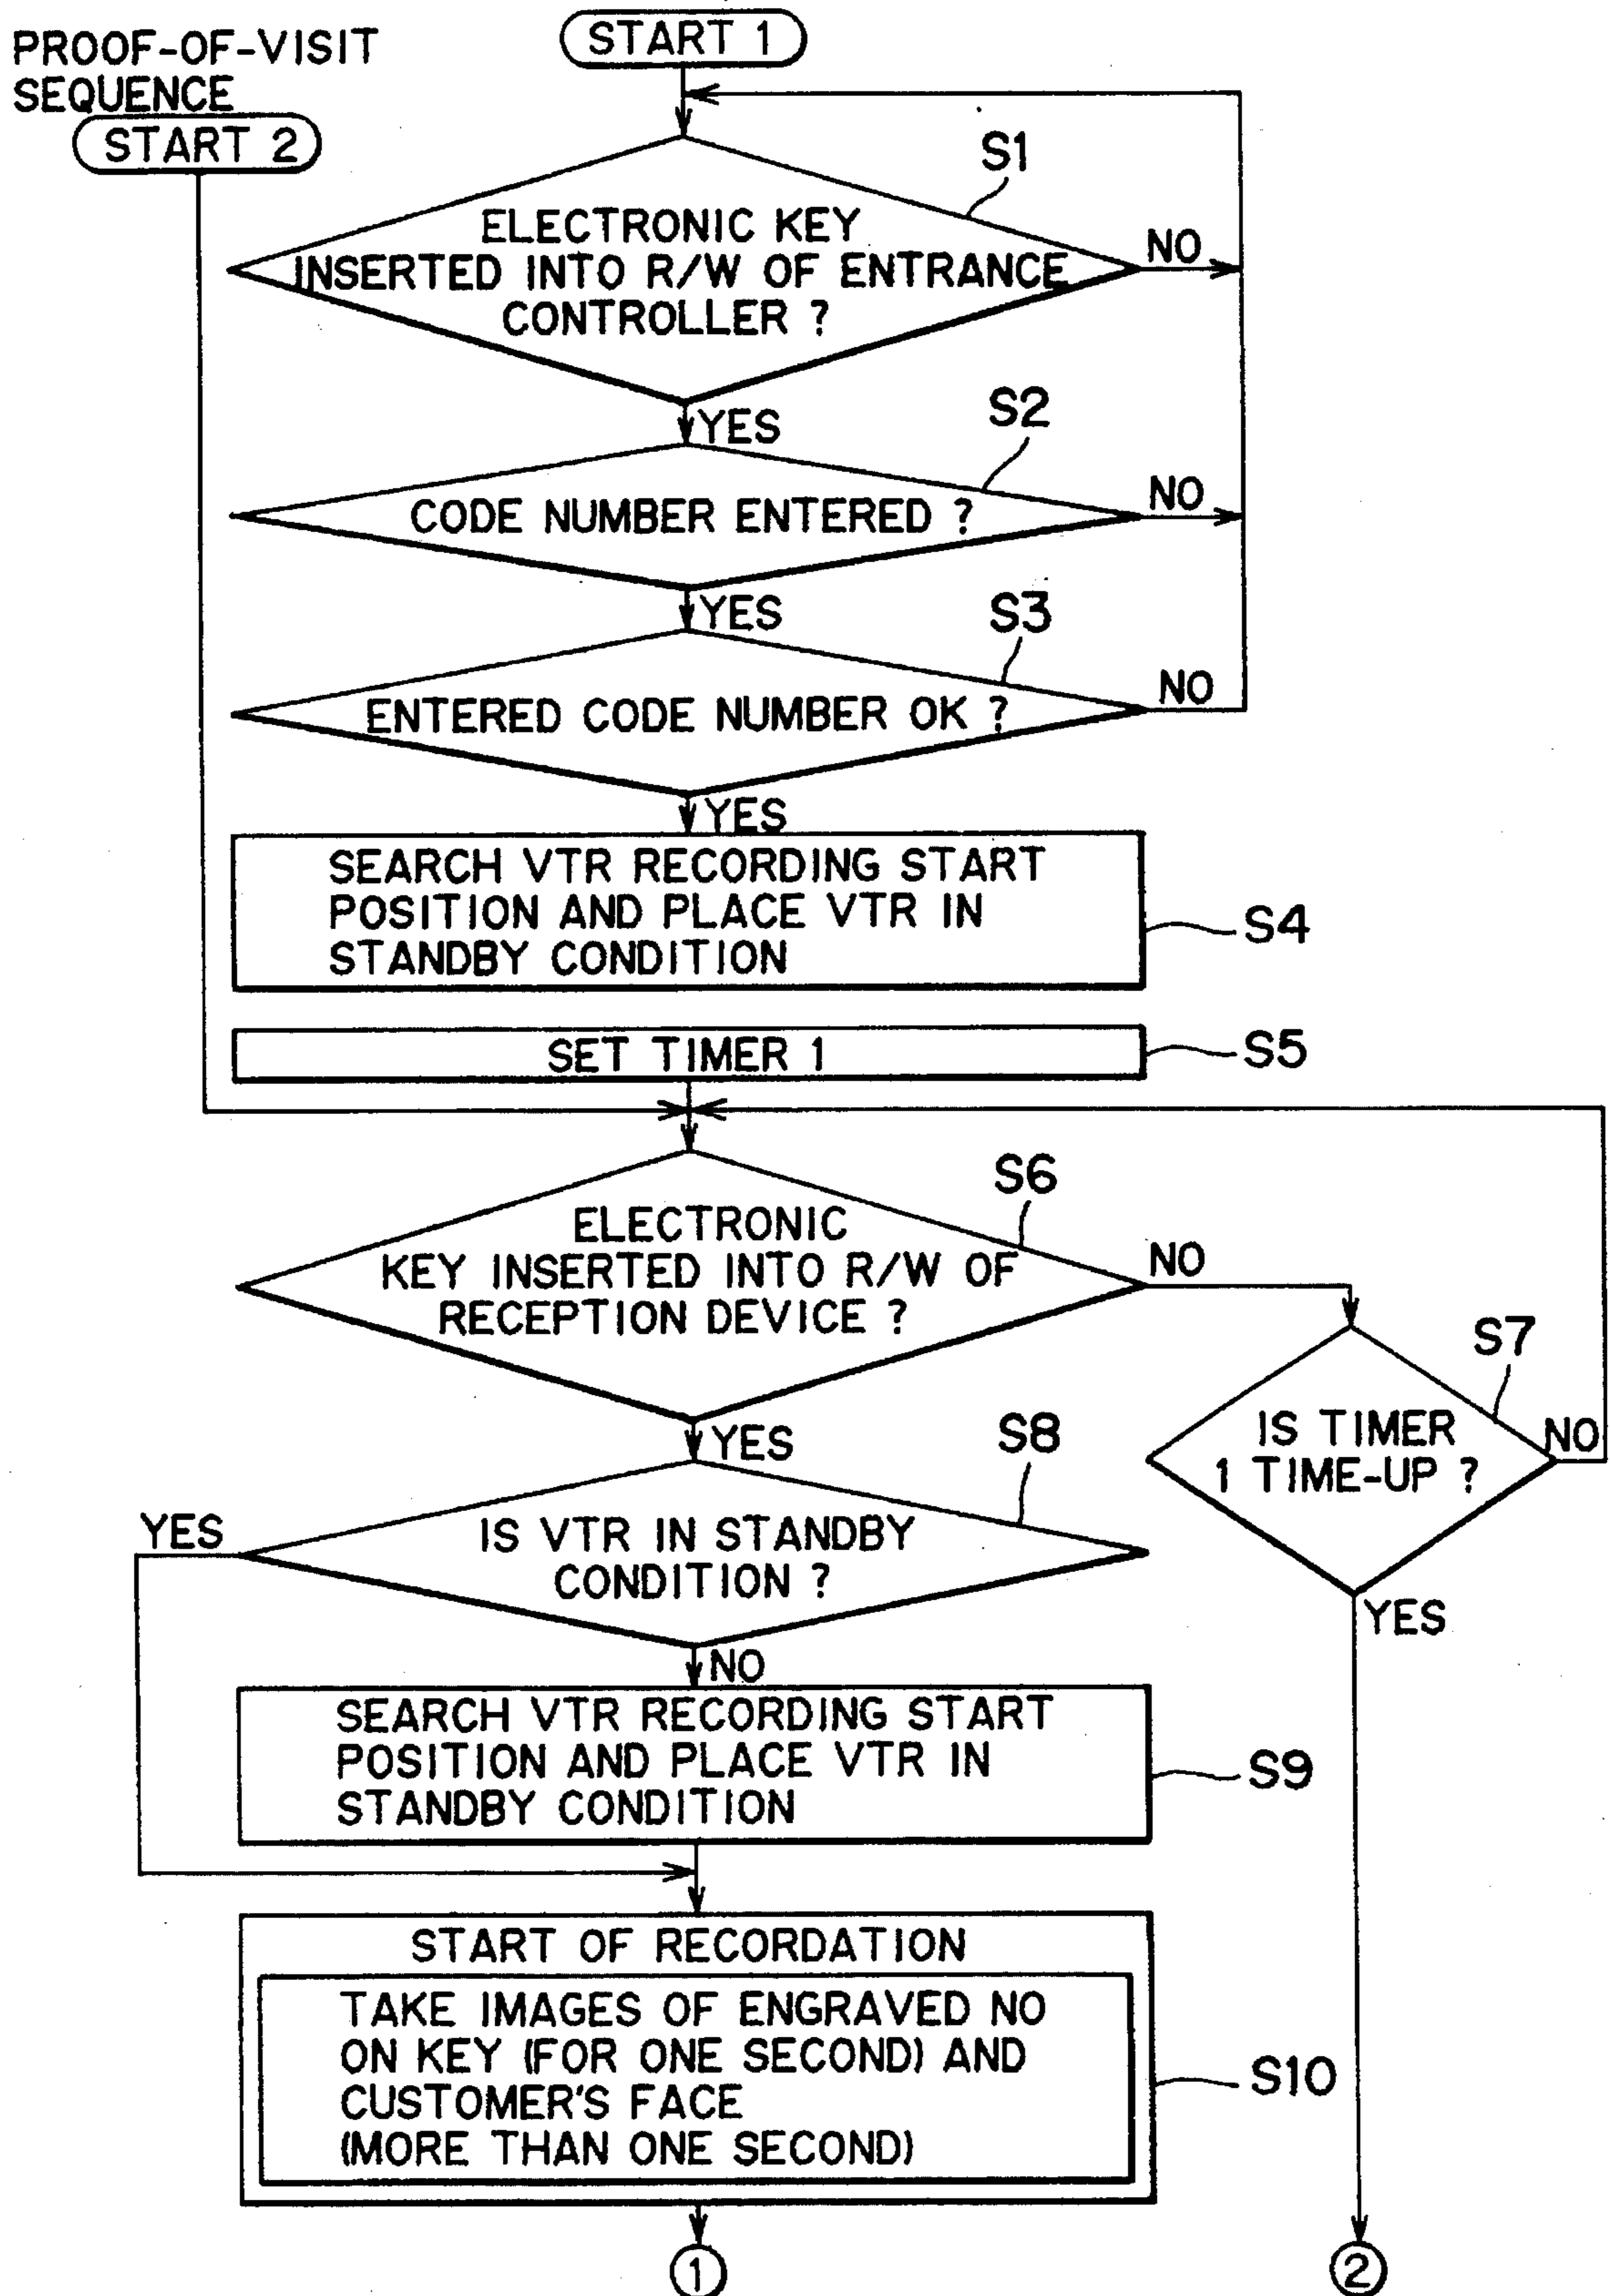 PROOF-OF-VISIT
SEQUENCE
START 1
START 2
S1
ELECTRONIC KEY
INSERTED INTO R/W OF ENTRANCE
CONTROLLER ?
NO
YES
S2
CODE NUMBER ENTERED ?
NO
YES
S3
ENTERED CODE NUMBER OK ?
NO
YES
SEARCH VTR RECORDING START
POSITION AND PLACE VTR IN
STANDBY CONDITION
S4
SET TIMER 1
S5
S6
ELECTRONIC
KEY INSERTED INTO R/W OF
RECEPTION DEVICE ?
NO
YES
S7
IS TIMER
1 TIME-UP ?
NO
YES
S8
IS VTR IN STANDBY
CONDITION ?
YES
NO
SEARCH VTR RECORDING START
POSITION AND PLACE VTR IN
STANDBY CONDITION
S9
START OF RECORDATION
TAKE IMAGES OF ENGRAVED NO
ON KEY (FOR ONE SECOND) AND
CUSTOMER'S FACE
(MORE THAN ONE SECOND)
S10
1
2